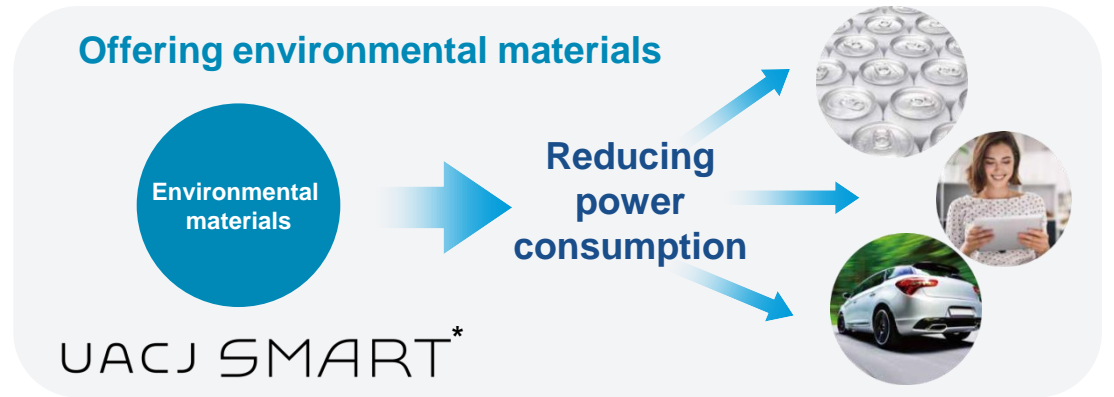 Offering environmental materials
Environmental
materials
Reducing
power
consumption
UACJ SMART*